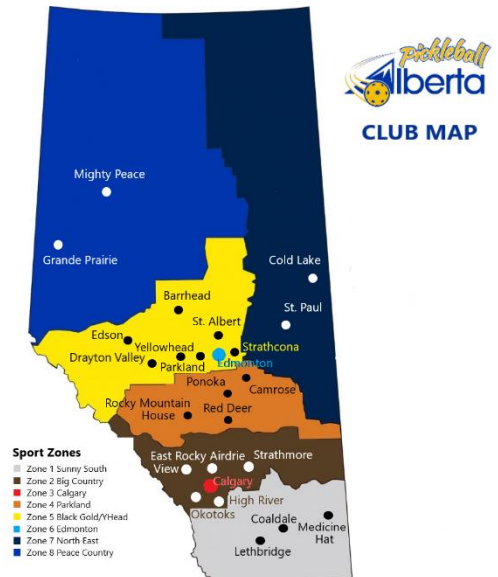 Pickleball
Alberta
CLUB MAP
Mighty Peace
Grande Prairie
Cold Lake
St. Paul
Barrhead
St. Albert
Edson
Yellowhead
Strathcona
Drayton Valley
Edmonton
Parkland
Ponoka
Camrose
Rocky Mountain
House
Red Deer
East Rocky
View
Airdrie
Strathmore
Calgary
High River
Okotoks
Coaldale
Medicine
Hat
Lethbridge
Sport Zones
Zone 1 Sunny South
Zone 2 Big Country
Zone 3 Calgary
Zone 4 Parkland
Zone 5 Black Gold/YHead
Zone 6 Edmonton
Zone 7 North East
Zone 8 Peace Country